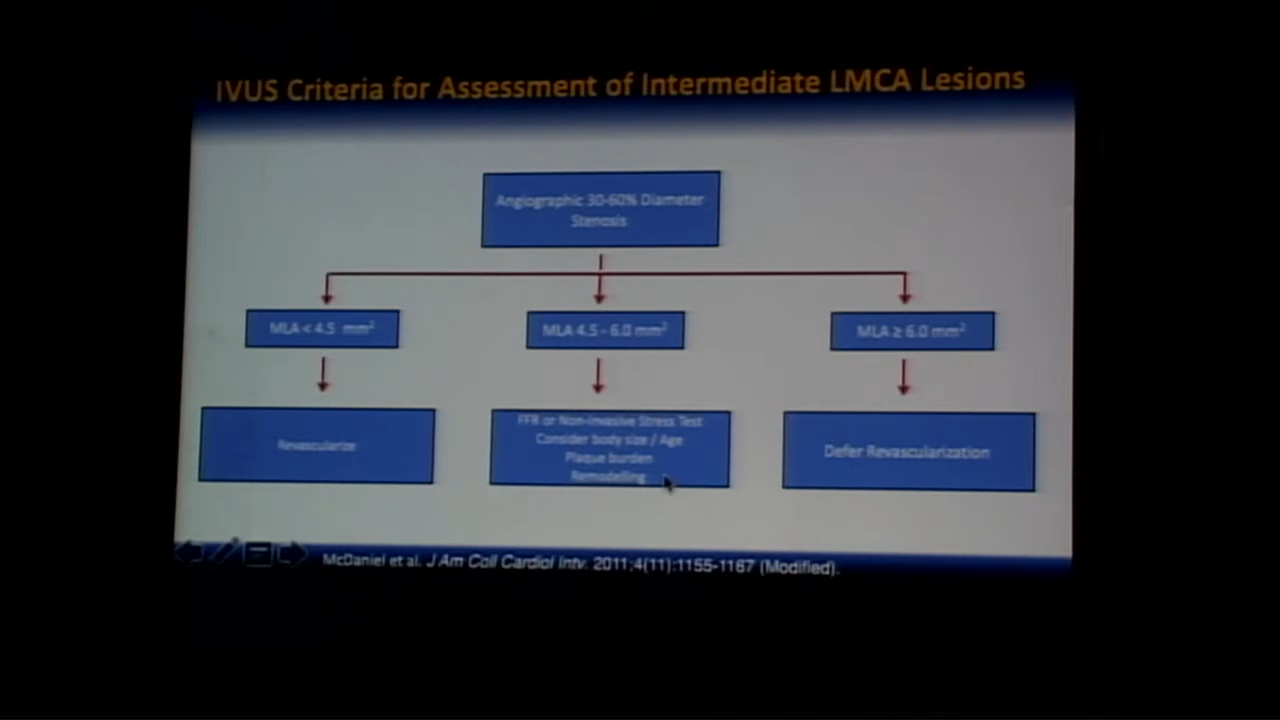 IVUS Criteria for Assessment of Intermediate LMCA Lesions
Angiographic 30-60% Diameter
Stenosis
MLA < 4.5 mm²
MLA 4.5 - 6.0 mm²
MLA ≥ 6.0 mm²
Revascularize
FFR or Non-invasive Stress Test
Consider body size / Age
Plaque burden
Remodelling
Defer Revascularization
McDaniel et al. J Am Coll Cardiol Intv. 2011;4(11):1155-1167 (Modified).